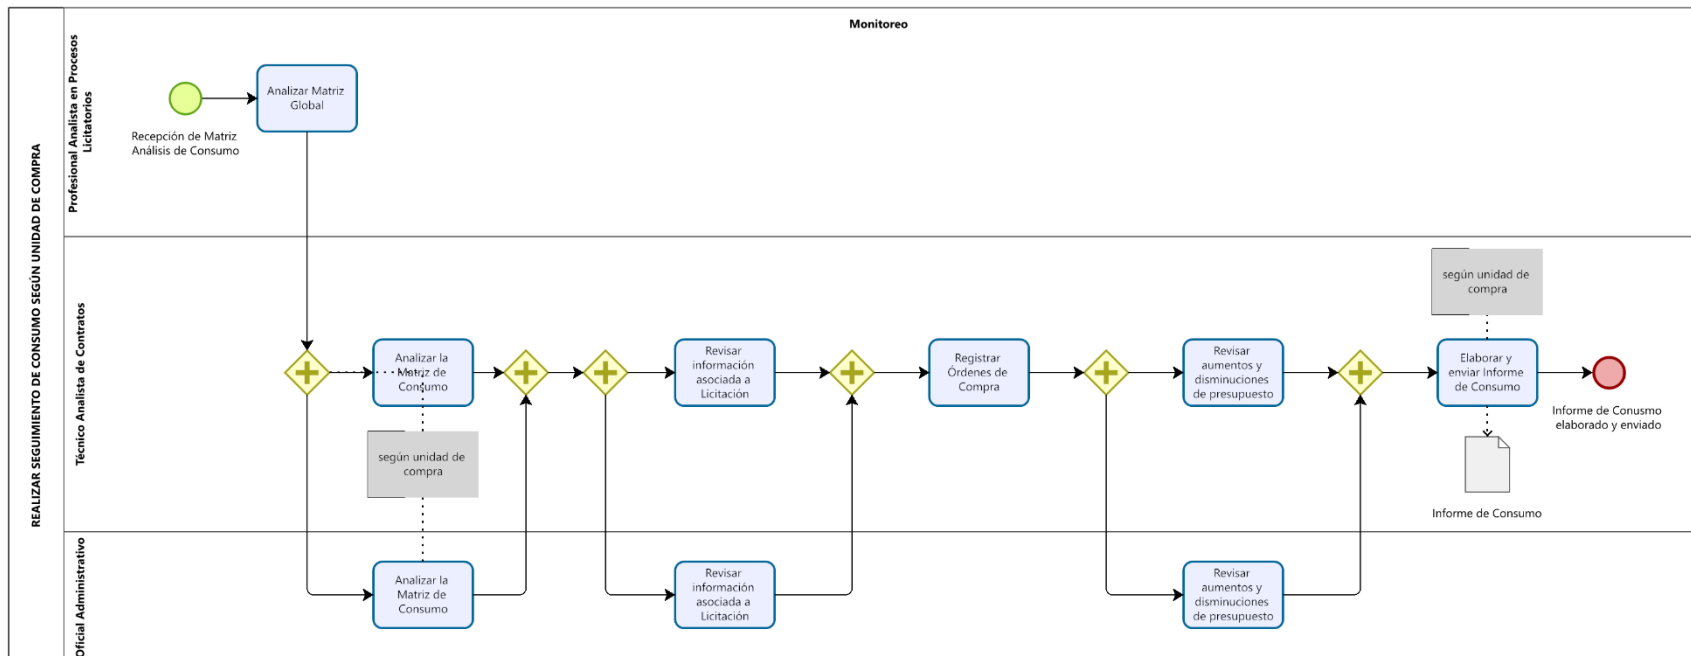 Monitoreo
REALIZAR SEGUIMIENTO DE CONSUMO SEGÚN UNIDAD DE COMPRA
Profesional Analista en Procesos
Licitatorios
Analizar Matriz
Global
Recepción de Matriz
Análisis de Consumo
Técnico Analista de Contratos
según unidad de
compra
Analizar la
Matriz de
Consumo
Revisar
información
asociada a
Licitación
Registrar
Órdenes de
Compra
Revisar
aumentos y
disminuciones
de presupuesto
Elaborar y
enviar Informe
de Consumo
Informe de Conusmo
elaborado y enviado
según unidad de
compra
Informe de Consumo
Oficial Administrativo
Analizar la
Matriz de
Consumo
Revisar
información
asociada a
Licitación
Revisar
aumentos y
disminuciones
de presupuesto